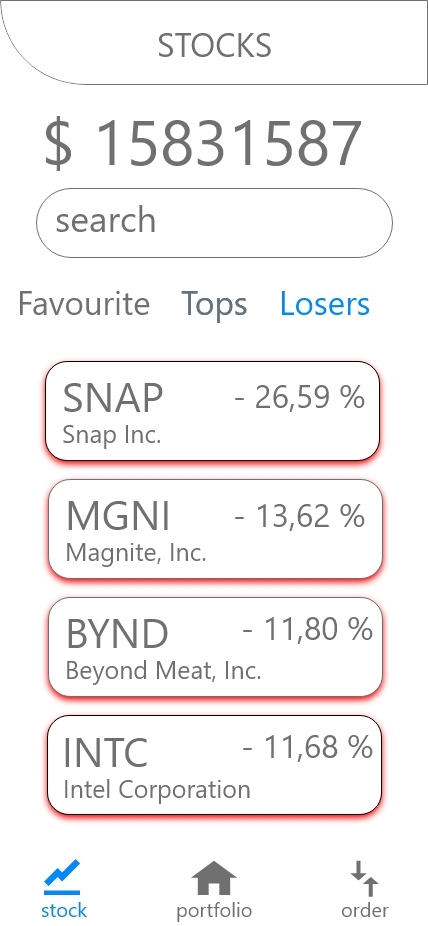 STOCKS
$ 15831587
search
Favourite Tops Losers
SNAP - 26,59 %
Snap Inc.
MGNI - 13,62 %
Magnite, Inc.
BYND - 11,80 %
Beyond Meat, Inc.
INTC - 11,68 %
Intel Corporation
stock portfolio order